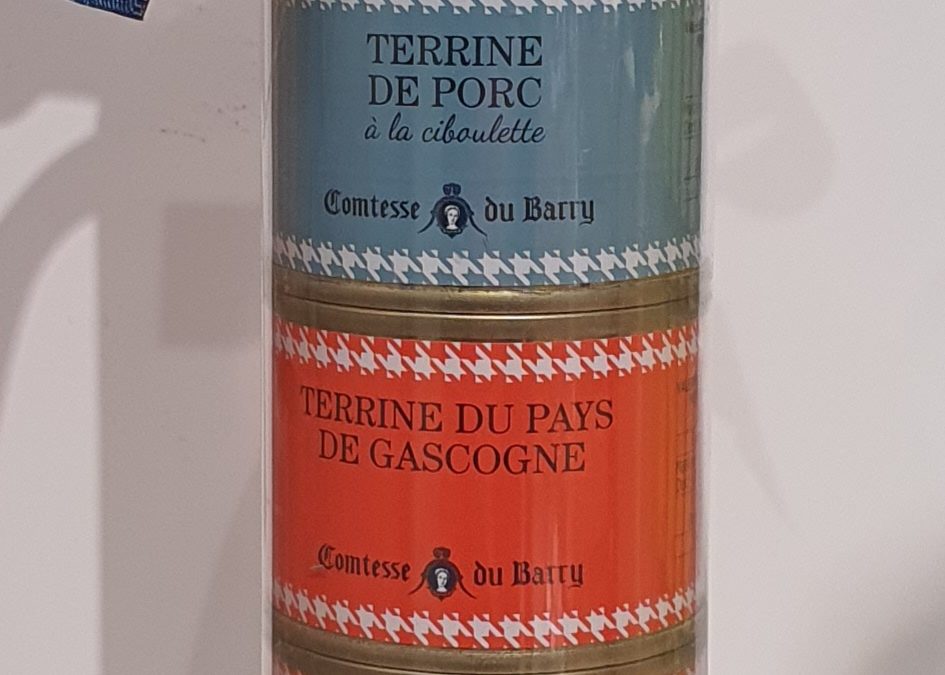 TERRINE
DE PORC
à la ciboulette
Comtesse du Barry
TERRINE DU PAYS
DE GASCOGNE
Comtesse du Barry